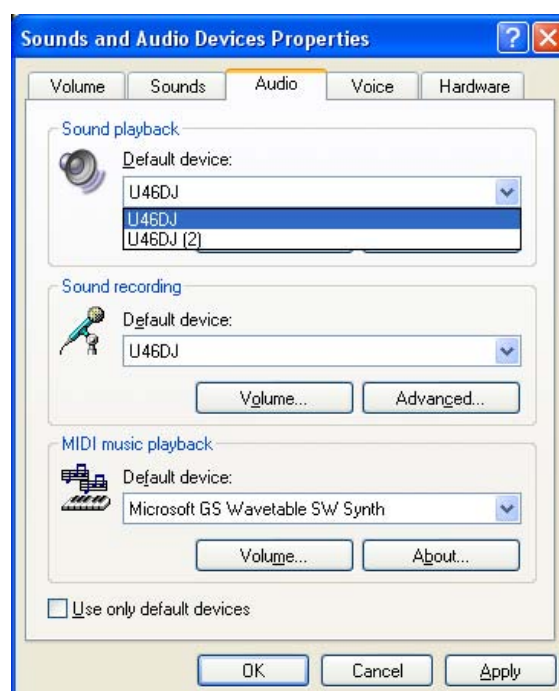 Sounds and Audio Devices Properties
Volume Sounds Audio Voice Hardware
Sound playback
Default device:
U46DJ
U46DJ
U46DJ (2)
Sound recording
Default device:
U46DJ
Volume... Advanced...
MIDI music playback
Default device:
Microsoft GS Wavetable SW Synth
Volume... About...
Use only default devices
OK Cancel Apply